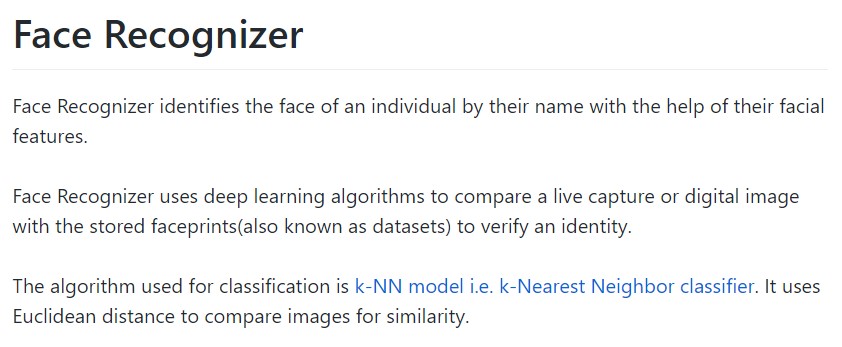 Face Recognizer
Face Recognizer identifies the face of an individual by their name with the help of their facial
features.
Face Recognizer uses deep learning algorithms to compare a live capture or digital image
with the stored faceprints(also known as datasets) to verify an identity.
The algorithm used for classification is k-NN model i.e. k-Nearest Neighbor classifier. It uses
Euclidean distance to compare images for similarity.